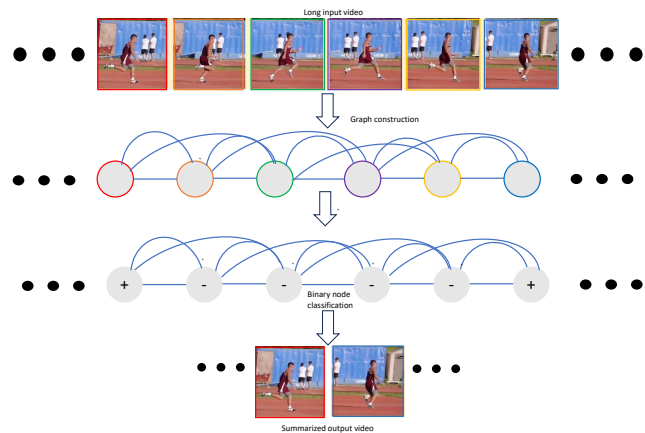 Long input video
Graph construction
+ - - - - +
Binary node
classification
Summarized output video